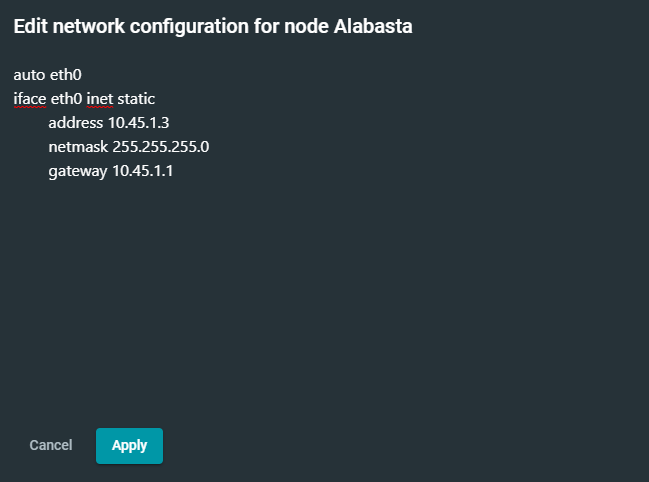 Edit network configuration for node Alabasta
auto eth0
iface eth0 inet static
address 10.45.1.3
netmask 255.255.255.0
gateway 10.45.1.1
Cancel Apply